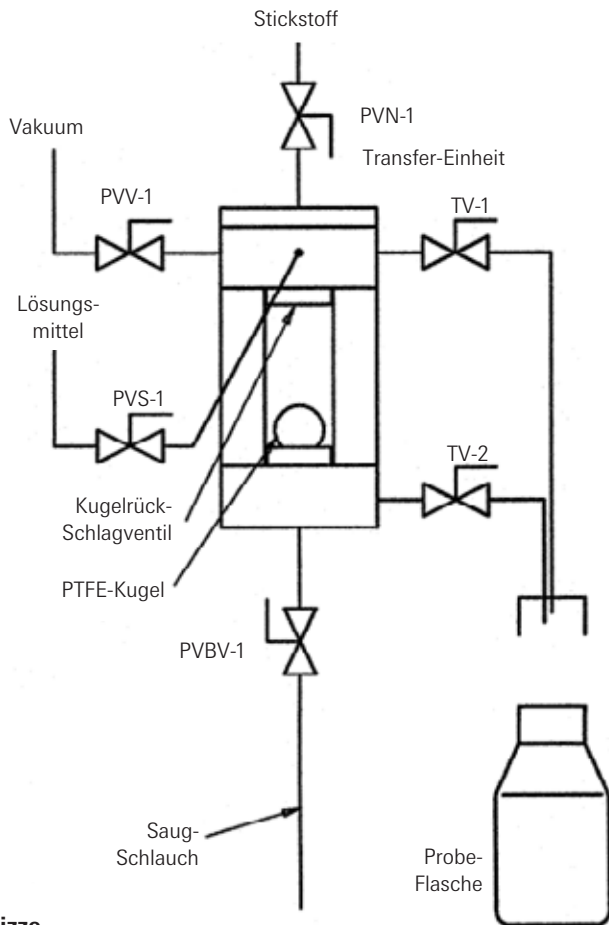 Stickstoff
PVN-1
Vakuum
Transfer-Einheit
PVV-1
TV-1
Lösungs-
mittel
PVS-1
TV-2
Kugelrück-
Schlagventil
PTFE-Kugel
PVBV-1
Saug-
Schlauch
Probe-
Flasche